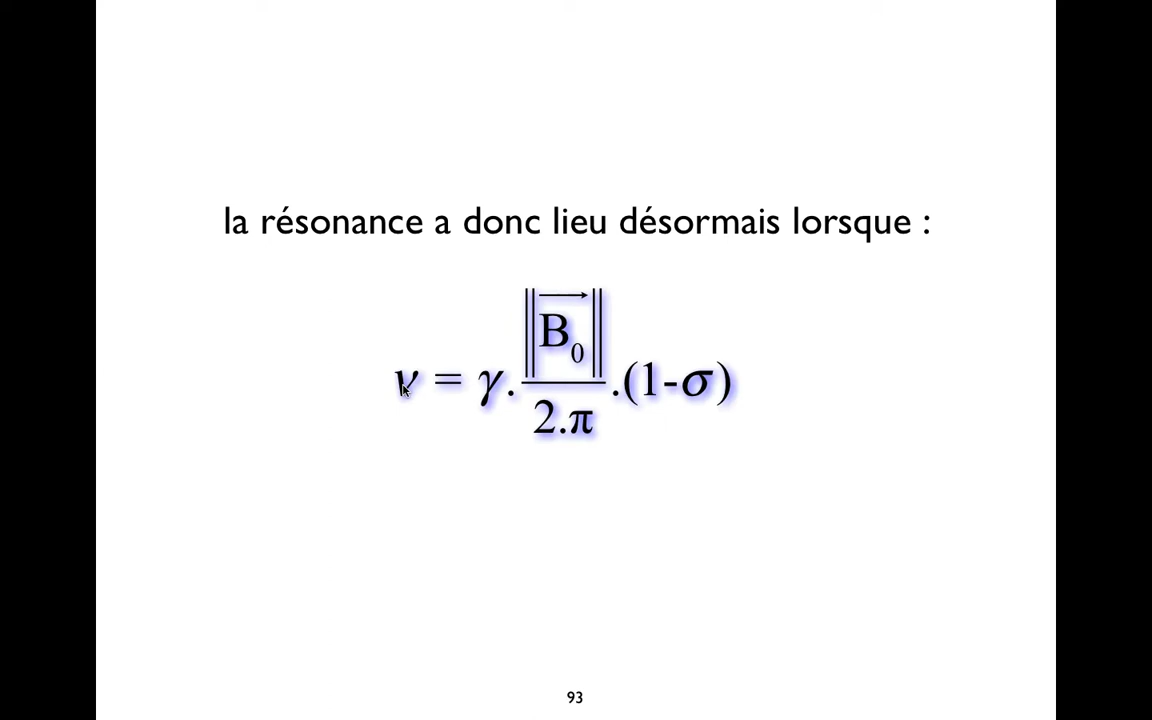 la résonance a donc lieu désormais lorsque :
ν = γ.‖B₀⃗‖/2.π.(1-σ)
93